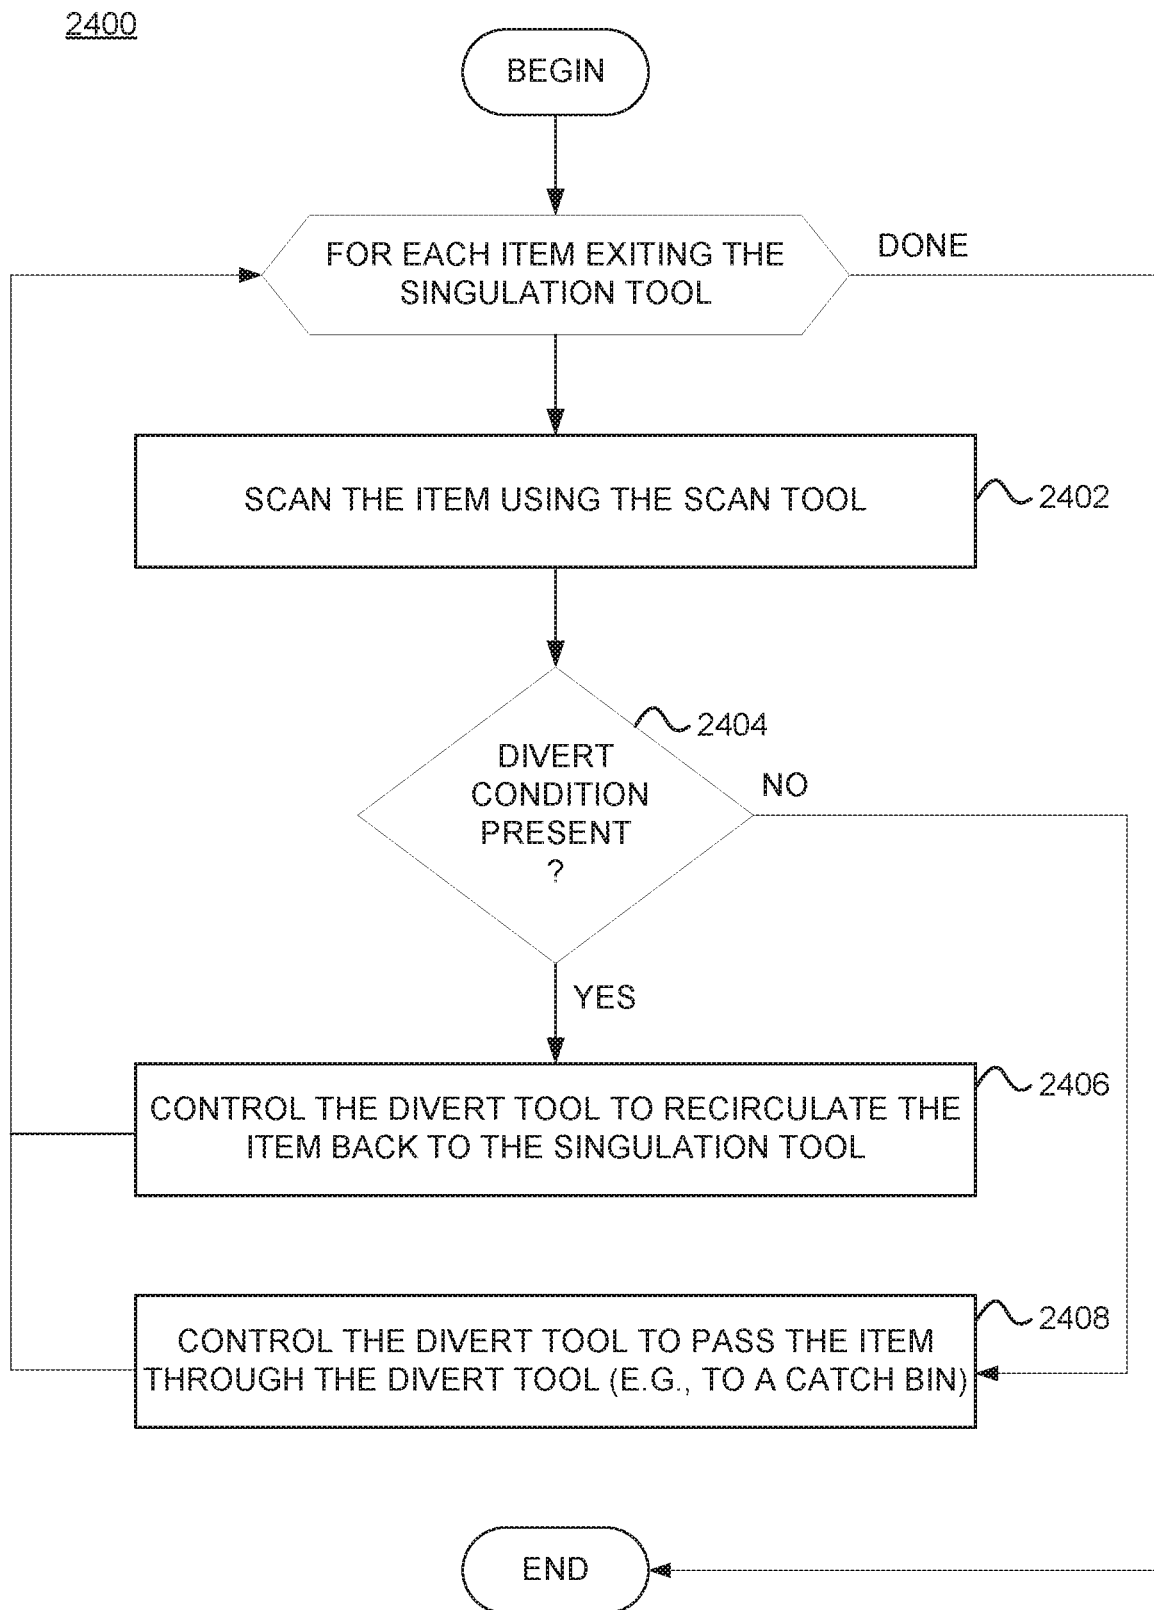 2400
BEGIN
FOR EACH ITEM EXITING THE
SINGULATION TOOL
DONE
SCAN THE ITEM USING THE SCAN TOOL
2402
2404
DIVERT
CONDITION
PRESENT
?
NO
YES
CONTROL THE DIVERT TOOL TO RECIRCULATE THE
ITEM BACK TO THE SINGULATION TOOL
2406
CONTROL THE DIVERT TOOL TO PASS THE ITEM
THROUGH THE DIVERT TOOL (E.G., TO A CATCH BIN)
2408
END